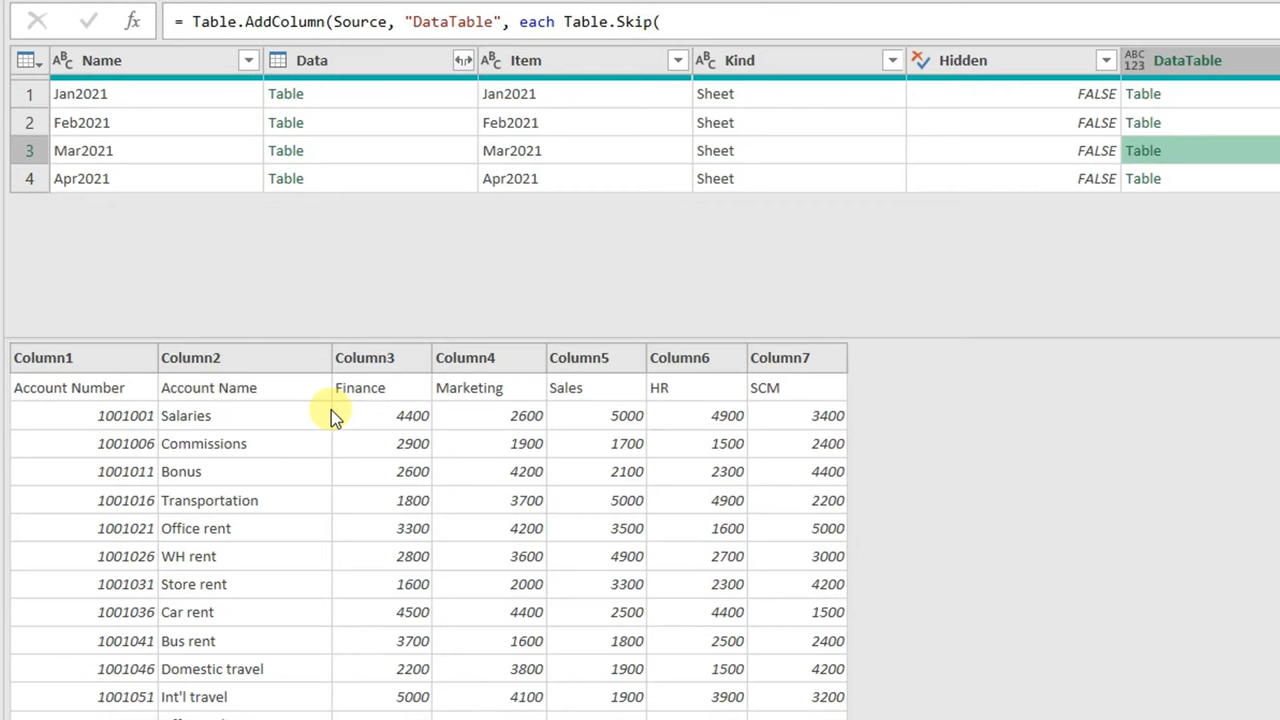 fx = Table.AddColumn(Source, "DataTable", each Table.Skip(
Name Data Item Kind Hidden ABC 123 DataTable
1 Jan2021 Table Jan2021 Sheet FALSE Table
2 Feb2021 Table Feb2021 Sheet FALSE Table
3 Mar2021 Table Mar2021 Sheet FALSE Table
4 Apr2021 Table Apr2021 Sheet FALSE Table
Column1 Column2 Column3 Column4 Column5 Column6 Column7
Account Number Account Name Finance Marketing Sales HR SCM
1001001 Salaries 4400 2600 5000 4900 3400
1001006 Commissions 2900 1900 1700 1500 2400
1001011 Bonus 2600 4200 2100 2300 4400
1001016 Transportation 1800 3700 5000 4900 2200
1001021 Office rent 3300 4200 3500 1600 5000
1001026 WH rent 2800 3600 4900 2700 3000
1001031 Store rent 1600 2000 3300 2300 4200
1001036 Car rent 4500 4400 2500 4400 1500
1001041 Bus rent 3700 1600 1800 2500 2400
1001046 Domestic travel 2200 3800 1900 1500 4200
1001051 Int'l travel 5000 4100 1900 3900 3200